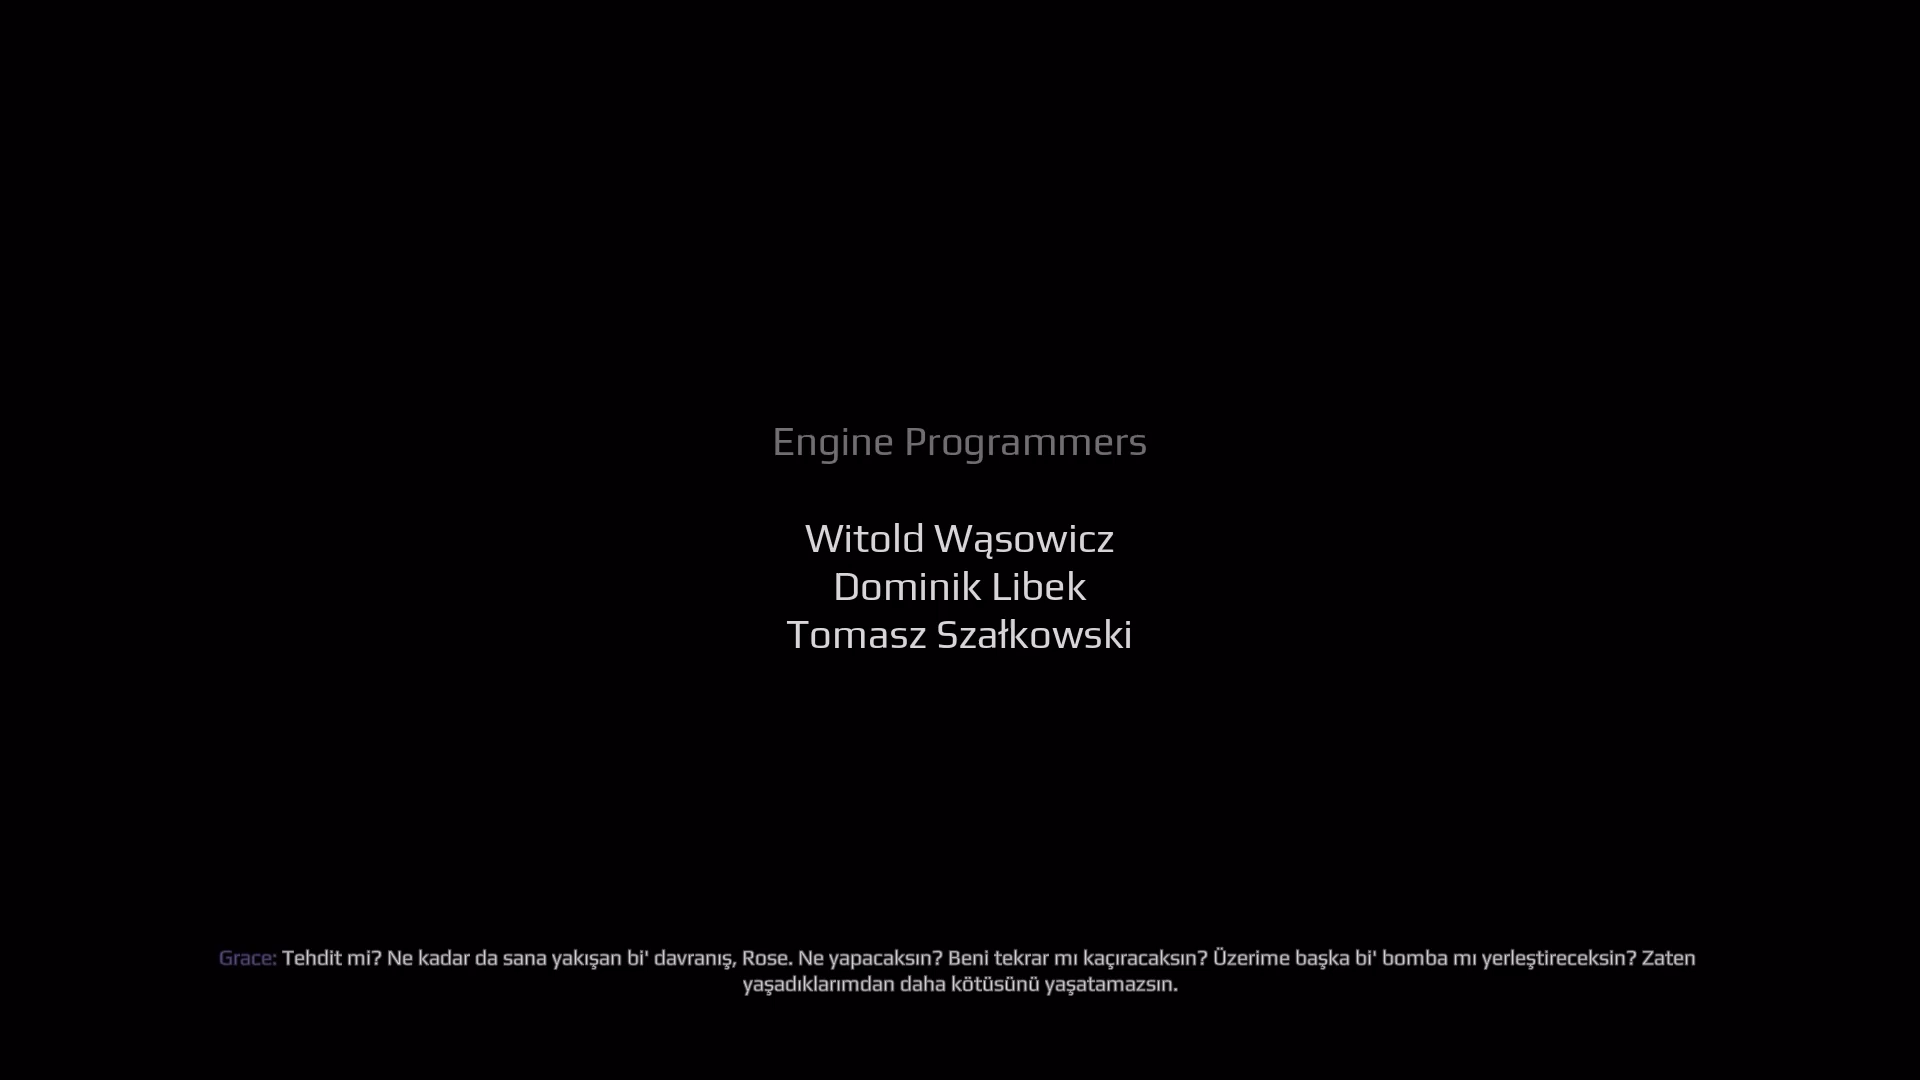 Engine Programmers
Witold Wąsowicz
Dominik Libek
Tomasz Szałkowski
Grace: Tehdit mi? Ne kadar da sana yakışan bi' davranış, Rose. Ne yapacaksın? Beni tekrar mı kaçıracaksın? Üzerime başka bi' bomba mı yerleştireceksin? Zaten
yaşadıklarımdan daha kötüsünü yaşatamazsın.